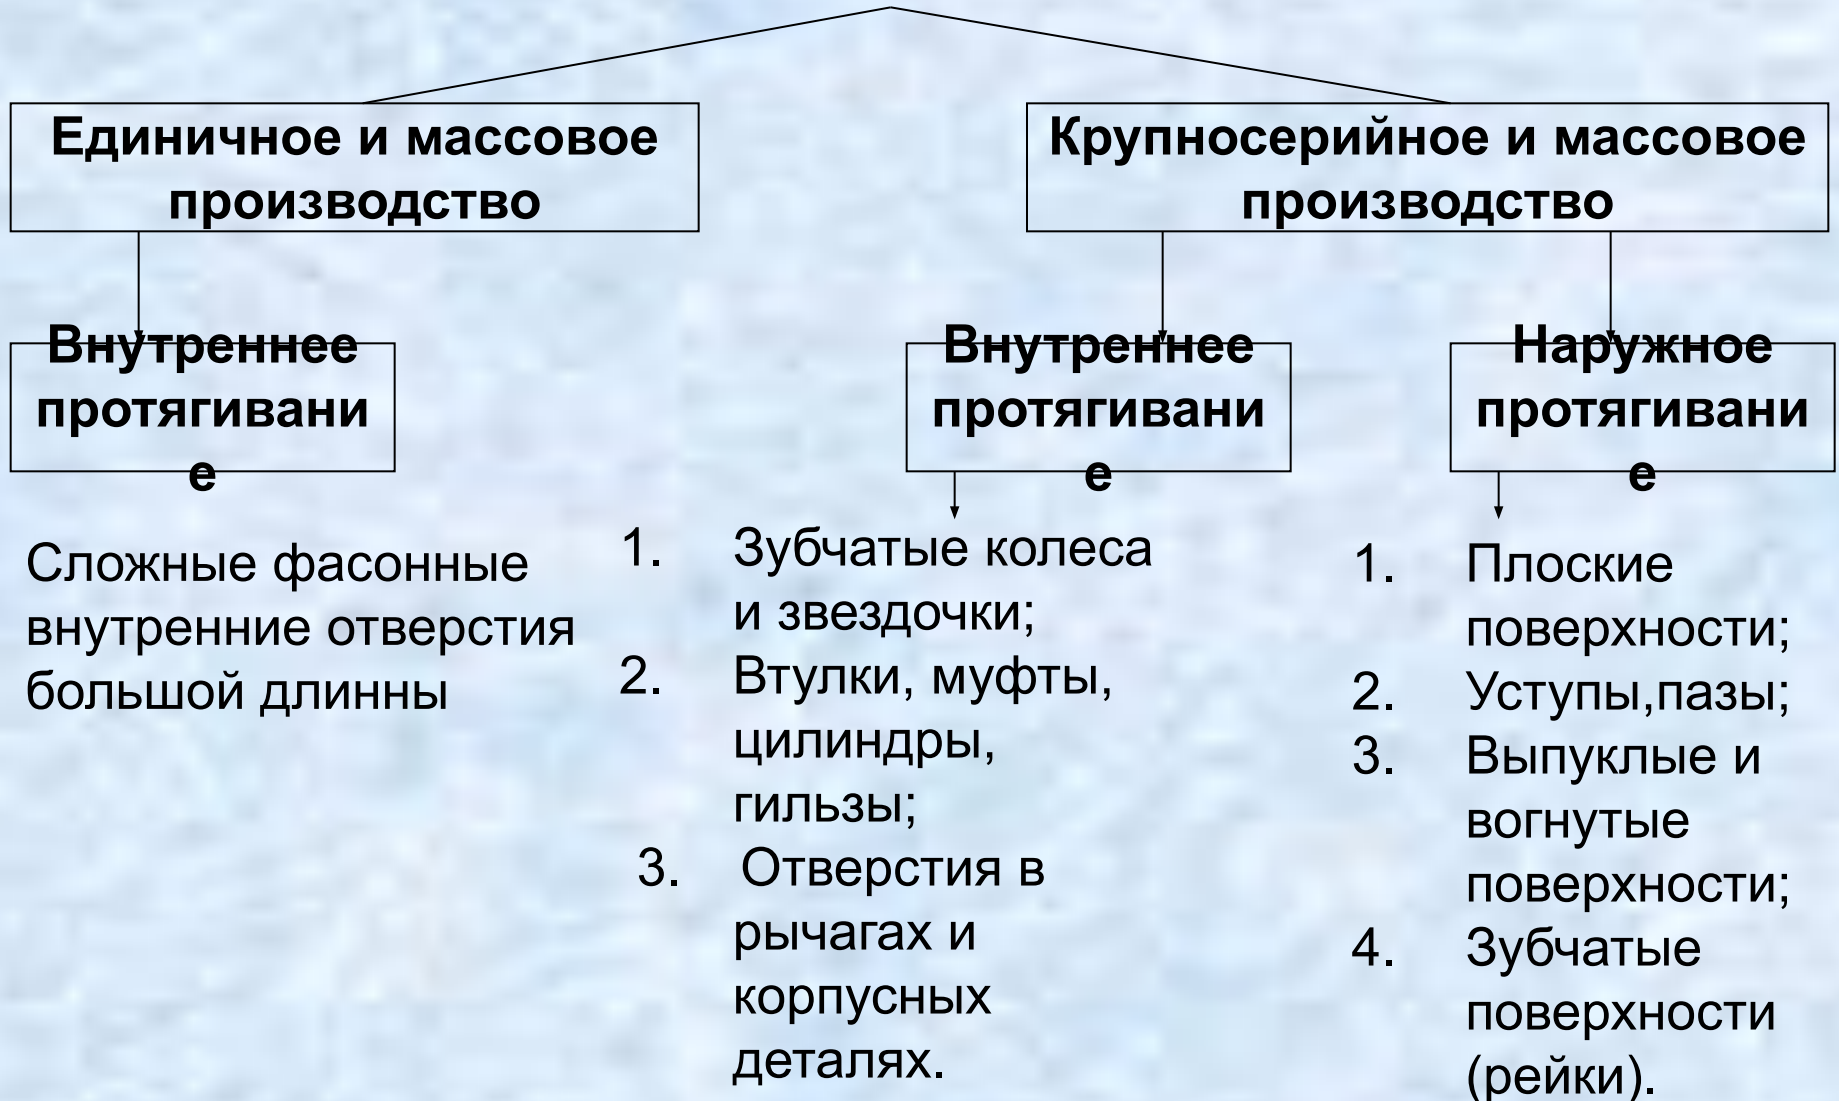 Единичное и массовое
производство
Крупносерийное и массовое
производство
Внутреннее
протягивани
е
Внутреннее
протягивани
е
Наружное
протягивани
е
Сложные фасонные
внутренние отверстия
большой длинны
1. Зубчатые колеса
и звездочки;
2. Втулки, муфты,
цилиндры,
гильзы;
3. Отверстия в
рычагах и
корпусных
деталях.
1. Плоские
поверхности;
2. Уступы,пазы;
3. Выпуклые и
вогнутые
поверхности;
4. Зубчатые
поверхности
(рейки).